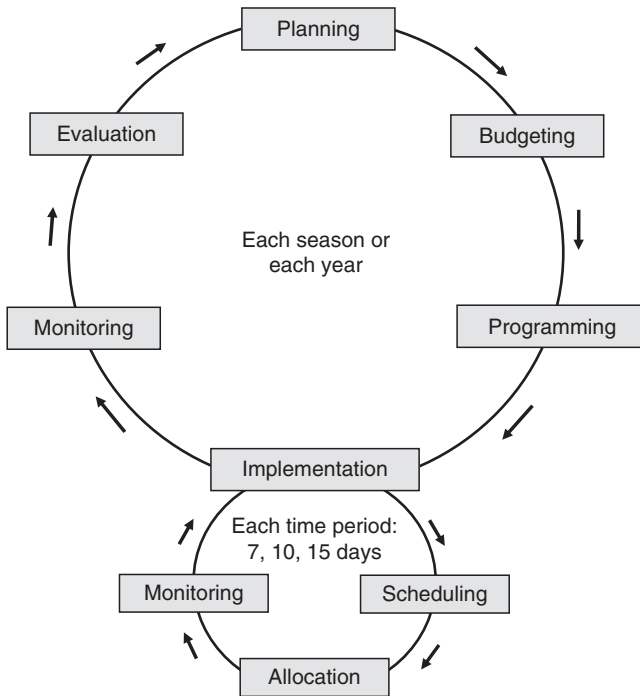 Planning
Evaluation
Budgeting
Each season or
each year
Monitoring
Programming
Implementation
Each time period:
7, 10, 15 days
Monitoring
Scheduling
Allocation